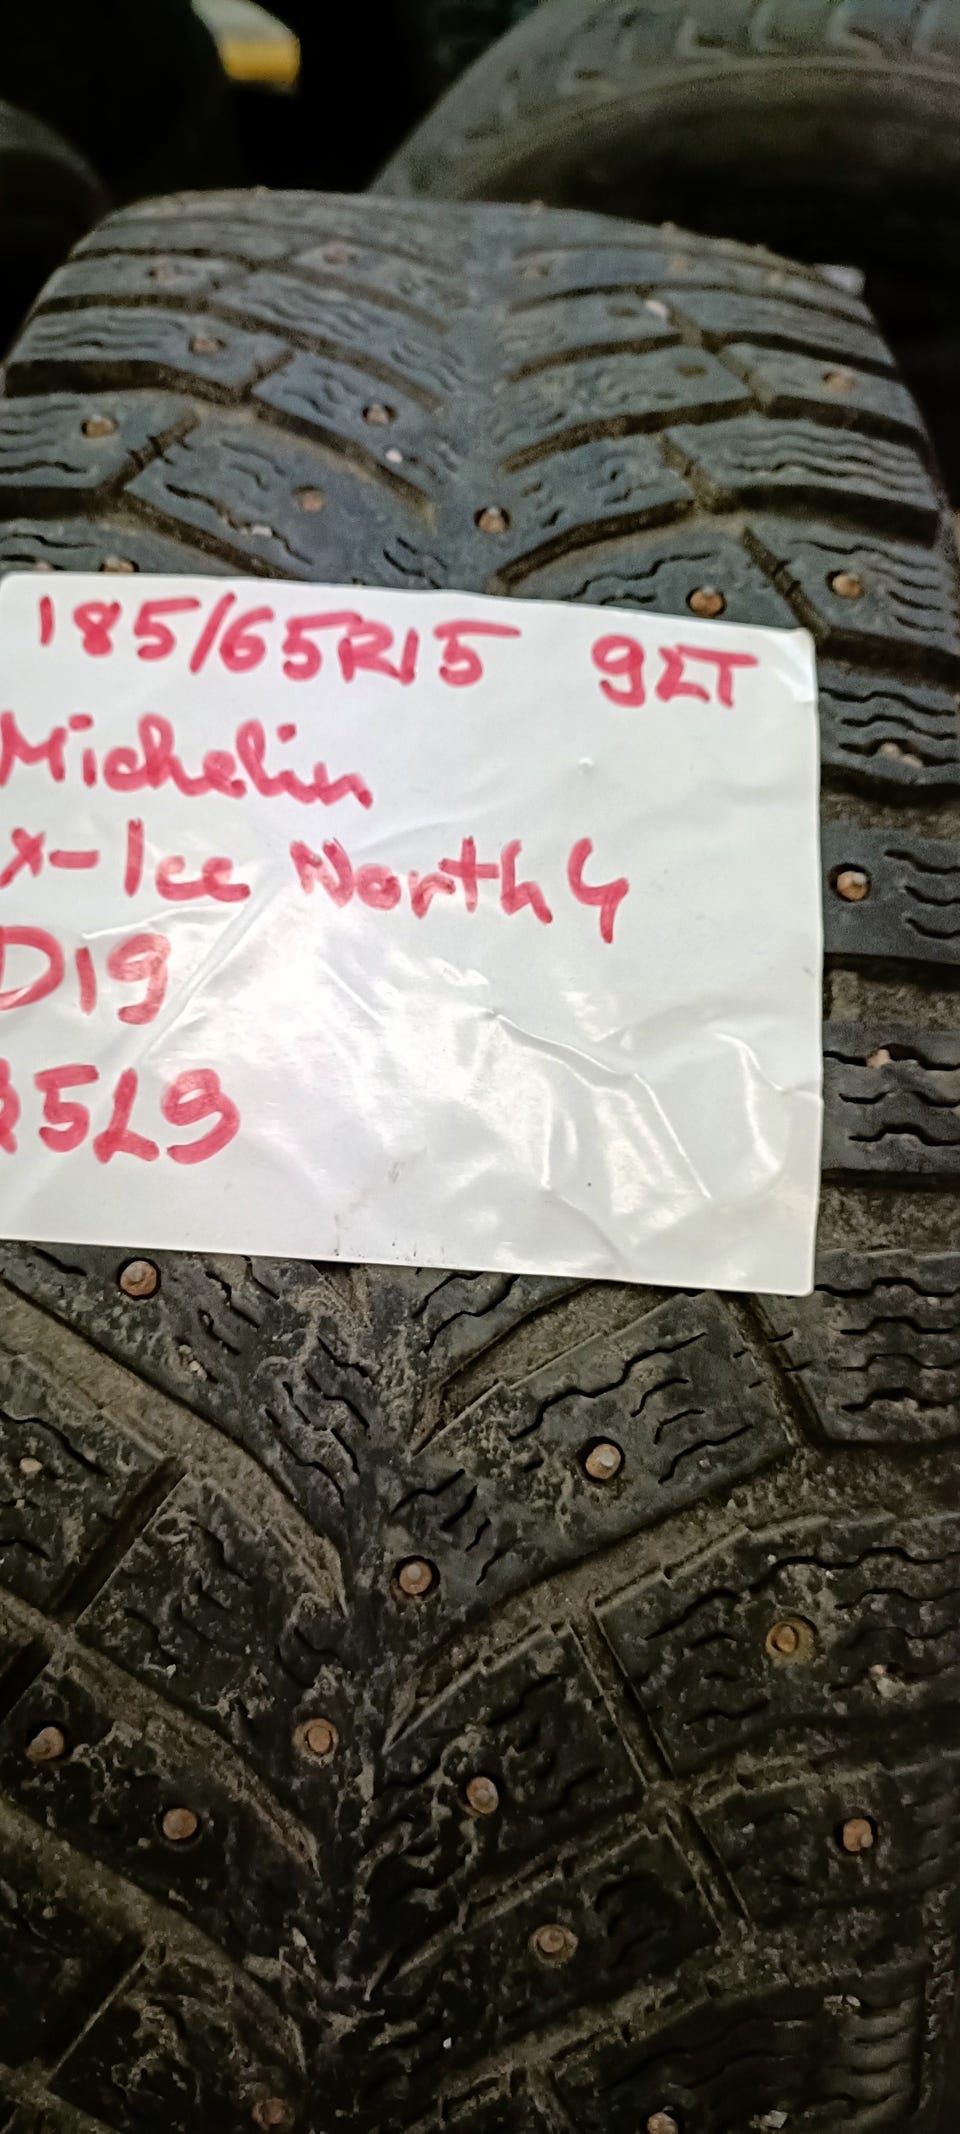 185/65R15 92T
Michelin
X-Ice North 4
D19